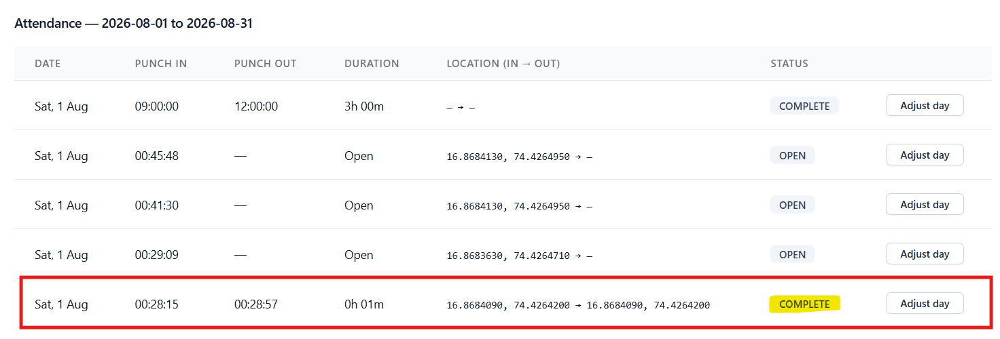 Attendance — 2026-08-01 to 2026-08-31
DATE PUNCH IN PUNCH OUT DURATION LOCATION (IN → OUT) STATUS
Sat, 1 Aug 09:00:00 12:00:00 3h 00m — → — COMPLETE Adjust day
Sat, 1 Aug 00:45:48 — Open 16.8684130, 74.4264950 → — OPEN Adjust day
Sat, 1 Aug 00:41:30 — Open 16.8684130, 74.4264950 → — OPEN Adjust day
Sat, 1 Aug 00:29:09 — Open 16.8683630, 74.4264710 → — OPEN Adjust day
Sat, 1 Aug 00:28:15 00:28:57 0h 01m 16.8684090, 74.4264200 → 16.8684090, 74.4264200 COMPLETE Adjust day